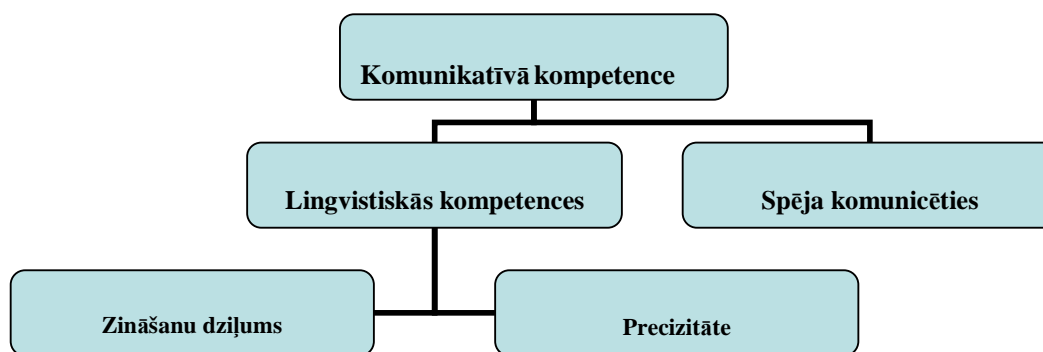 Komunikatīvā kompetence
Lingvistiskās kompetences
Spēja komunicēties
Zināšanu dziļums
Precizitāte